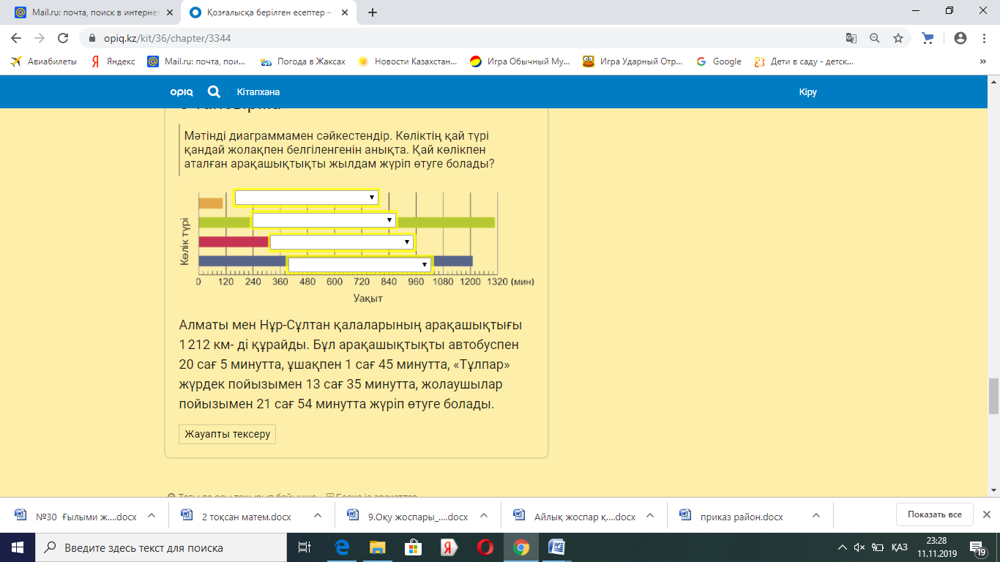 Mail.ru: почта, поиск в интернет
Қозғалысқа берілген есептер –
opiq.kz/kit/36/chapter/3344
Авиабилеты
Яндекс
Mail.ru: почта, пои...
Погода в Жаксах
Новости Казахстан...
Игра Обычный Му...
Игра Ударный Отр...
Google
Дети в саду - детск...
opiq
Кітапхана
Кіру
Мәтінді диаграммамен сәйкестендір. Көліктің қай түрі
қандай жолақпен белгіленгенін анықта. Қай көлікпен
аталған арақашықтықты жылдам жүріп өтуге болады?
Көлік түрі
0 120 240 360 480 600 720 840 960 1080 1200 1320 (мин)
Уақыт
Алматы мен Нұр-Сұлтан қалаларының арақашықтығы
1 212 км- ді құрайды. Бұл арақашықтықты автобуспен
20 сағ 5 минутта, ұшақпен 1 сағ 45 минутта, «Тұлпар»
жүрдек пойызымен 13 сағ 35 минутта, жолаушылар
пойызымен 21 сағ 54 минутта жүріп өтуге болады.
Жауапты тексеру
№30 Ғылыми ж....docx
2 тоқсан матем.docx
9.Оқу жоспары_....docx
Айлық жоспар қ....docx
приказ район.docx
Показать все
Введите здесь текст для поиска
ҚАЗ
23:28
11.11.2019
19